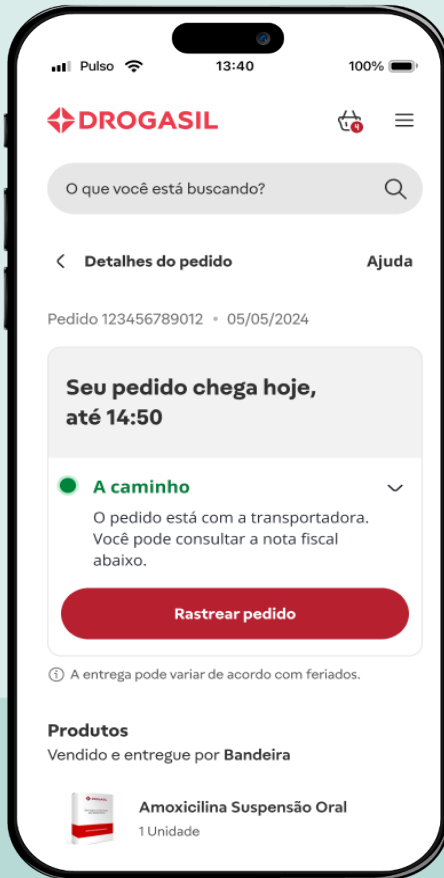 Pulso 13:40 100%
DROGASIL
4
O que você está buscando?
Detalhes do pedido Ajuda
Pedido 123456789012 • 05/05/2024
Seu pedido chega hoje,
até 14:50
A caminho
O pedido está com a transportadora.
Você pode consultar a nota fiscal
abaixo.
Rastrear pedido
A entrega pode variar de acordo com feriados.
Produtos
Vendido e entregue por Bandeira
Amoxicilina Suspensão Oral
1 Unidade